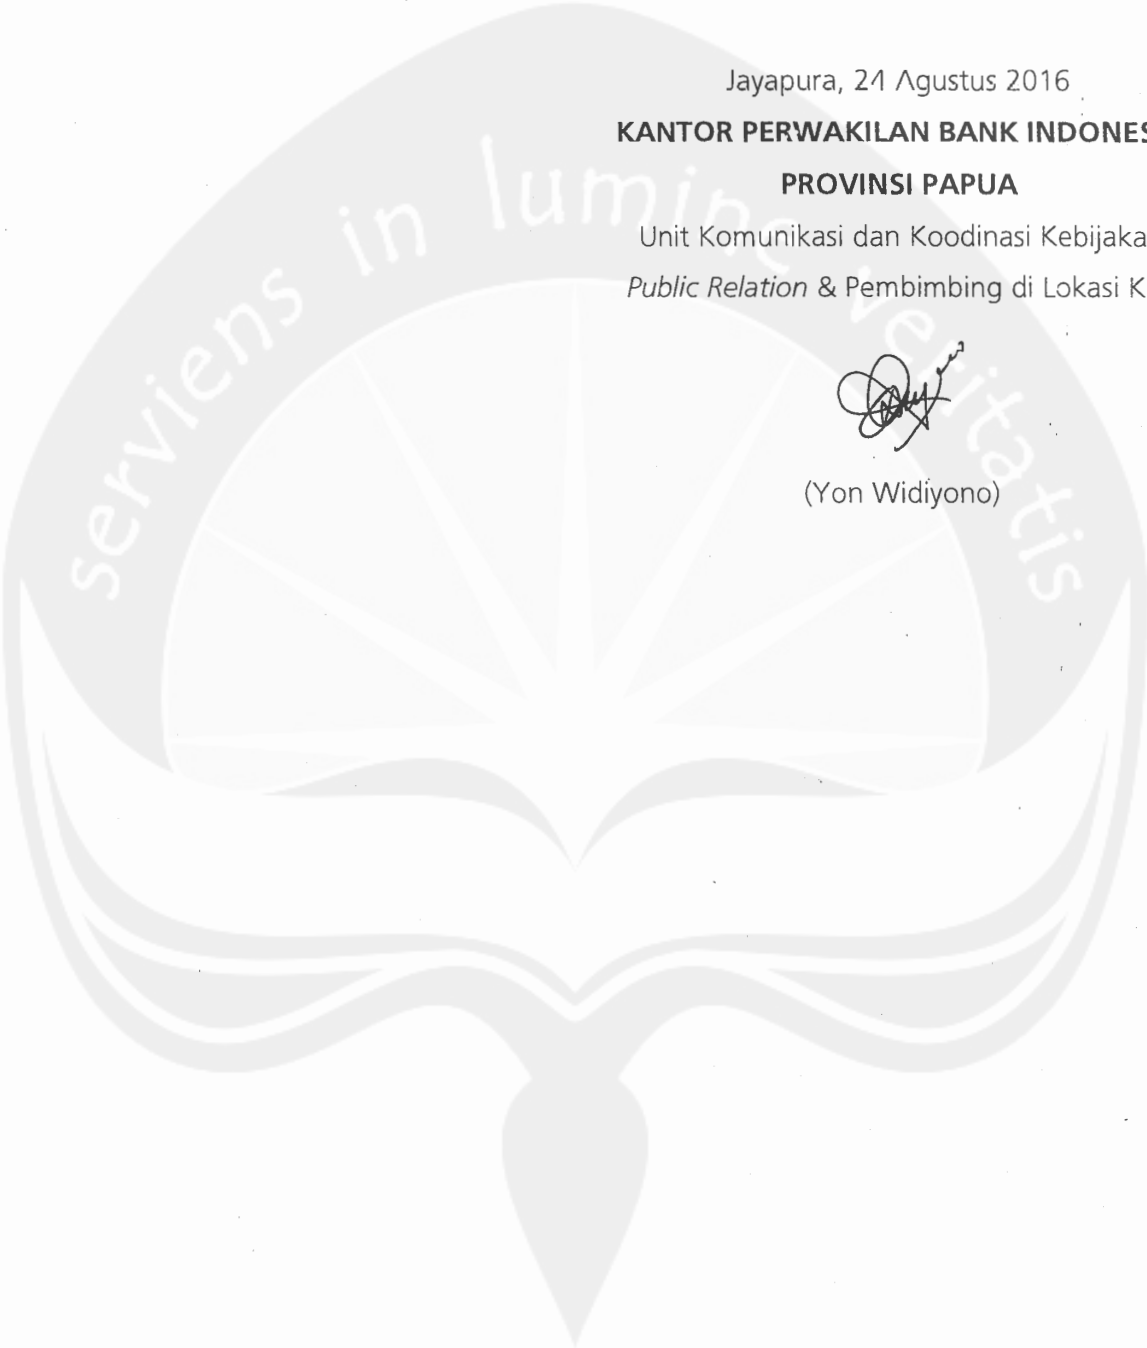 Jayapura, 24 Agustus 2016
KANTOR PERWAKILAN BANK INDONES
PROVINSI PAPUA
Unit Komunikasi dan Koodinasi Kebijaka
Public Relation & Pembimbing di Lokasi K
(Yon Widiyono)
serviens in lumine veritatis